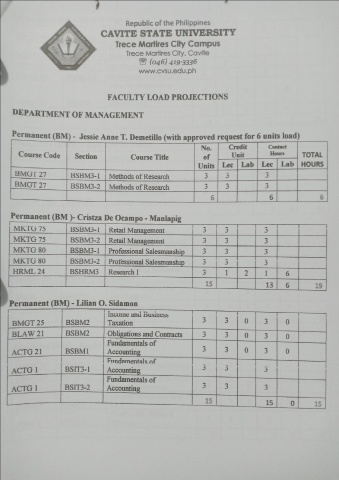 Republic of the Philippines
CAVITE STATE UNIVERSITY
Trece Martires City Campus
Trece Martires City, Cavite
☏ (046) 419-3336
www.cvsu.edu.ph
FACULTY LOAD PROJECTIONS
DEPARTMENT OF MANAGEMENT
Permanent (BM) - Jessie Anne T. Demetillo (with approved request for 6 units load)
Course Code Section Course Title No. of Units Credit Unit Lec Lab Contact Hours Lec Lab TOTAL HOURS
BMGT 27 BSBM3-1 Methods of Research 3 3 3
BMGT 27 BSBM3-2 Methods of Research 3 3 3
6 6 6
Permanent (BM )- Cristza De Ocampo - Manlapig
MKTG 75 BSBM3-1 Retail Management 3 3 3
MKTG 75 BSBM3-2 Retail Management 3 3 3
MKTG 80 BSBM3-1 Professional Salesmanship 3 3 3
MKTG 80 BSBM3-2 Professional Salesmanship 3 3 3
HRML 24 BSHRM3 Research I 3 1 2 1 6
15 13 6 19
Permanent (BM) - Lilian O. Sidamon
BMGT 25 BSBM2 Income and Business Taxation 3 3 0 3 0
BLAW 21 BSBM2 Obligations and Contracts 3 3 0 3 0
ACTG 21 BSBM1 Fundamentals of Accounting 3 3 0 3 0
ACTG 1 BSIT3-1 Fundamentals of Accounting 3 3 3
ACTG 1 BSIT3-2 Fundamentals of Accounting 3 3 3
15 15 0 15